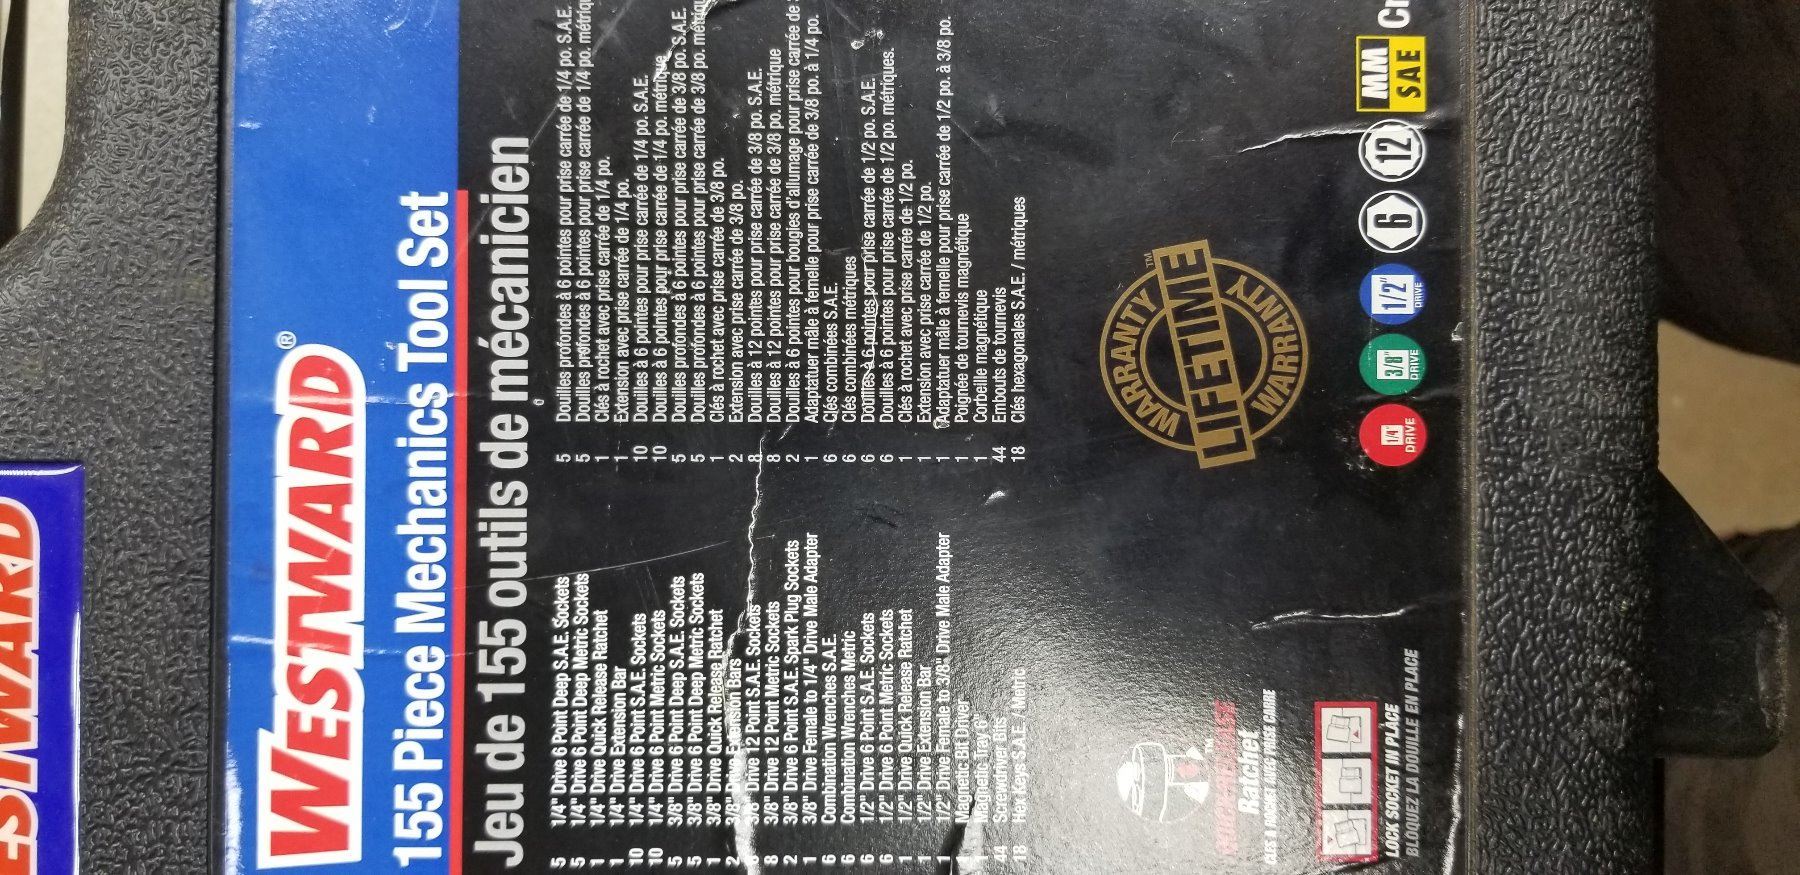 WESTWARD®
155 Piece Mechanics Tool Set
Jeu de 155 outils de mécanicien
5 1/4" Drive 6 Point Deep S.A.E. Sockets
5 1/4" Drive 6 Point Deep Metric Sockets
1 1/4" Drive Quick Release Ratchet
1 1/4" Drive Extension Bar
10 1/4" Drive 6 Point S.A.E. Sockets
10 1/4" Drive 6 Point Metric Sockets
5 3/8" Drive 6 Point Deep S.A.E. Sockets
5 3/8" Drive 6 Point Deep Metric Sockets
1 3/8" Drive Quick Release Ratchet
2 3/8" Drive Extension Bars
8 3/8" Drive 12 Point S.A.E. Sockets
8 3/8" Drive 12 Point Metric Sockets
2 3/8" Drive 6 Point S.A.E. Spark Plug Sockets
1 3/8" Drive Female to 1/4" Drive Male Adapter
6 Combination Wrenches S.A.E.
6 Combination Wrenches Metric
6 1/2" Drive 6 Point S.A.E. Sockets
6 1/2" Drive 6 Point Metric Sockets
1 1/2" Drive Quick Release Ratchet
1 1/2" Drive Extension Bar
1 1/2" Drive Female to 3/8" Drive Male Adapter
1 Magnetic Bit Driver
1 Magnetic Tray 6"
44 Screwdriver Bits
18 Hex Keys S.A.E. / Metric
5 Douilles profondes à 6 pointes pour prise carrée de 1/4 po. S.A.E.
5 Douilles profondes à 6 pointes pour prise carrée de 1/4 po.
1 Clés à rochet avec prise carrée de 1/4 po.
1 Extension avec prise carrée de 1/4 po.
10 Douilles à 6 pointes pour prise carrée de 1/4 po. S.A.E.
10 Douilles à 6 pointes pour prise carrée de 1/4 po. métrique
5 Douilles profondes à 6 pointes pour prise carrée de 3/8 po. S.A.E.
5 Douilles profondes à 6 pointes pour prise carrée de 3/8 po.
1 Clés à rochet avec prise carrée de 3/8 po.
2 Extension avec prise carrée de 3/8 po.
8 Douilles à 12 pointes pour prise carrée de 3/8 po. S.A.E.
8 Douilles à 12 pointes pour prise carrée de 3/8 po. métrique
2 Douilles à 6 pointes pour bougies d'allumage pour prise carrée de
1 Adaptatuer mâle à femelle pour prise carrée de 3/8 po. à 1/4 po.
6 Clés combinées S.A.E.
6 Clés combinées métriques
6 Douilles à 6 pointes pour prise carrée de 1/2 po. S.A.E.
6 Douilles à 6 pointes pour prise carrée de 1/2 po. métriques.
1 Clés à rochet avec prise carrée de 1/2 po.
1 Extension avec prise carrée de 1/2 po.
1 Adaptatuer mâle à femelle pour prise carrée de 1/2 po. à 3/8 po.
1 Poignée de tournevis magnétique
1 Corbeille magnétique
44 Embouts de tournevis
18 Clés hexagonales S.A.E. / métriques
WARRANTY
LIFETIME™
WARRANTY
QUICK RELEASE
Ratchet
CLÉS À ROCHET AVEC PRISE CARRÉ
LOCK SOCKET IN PLACE
BLOQUEZ LA DOUILLE EN PLACE
1/4" DRIVE
3/8" DRIVE
1/2" DRIVE
6
12
MM
SAE